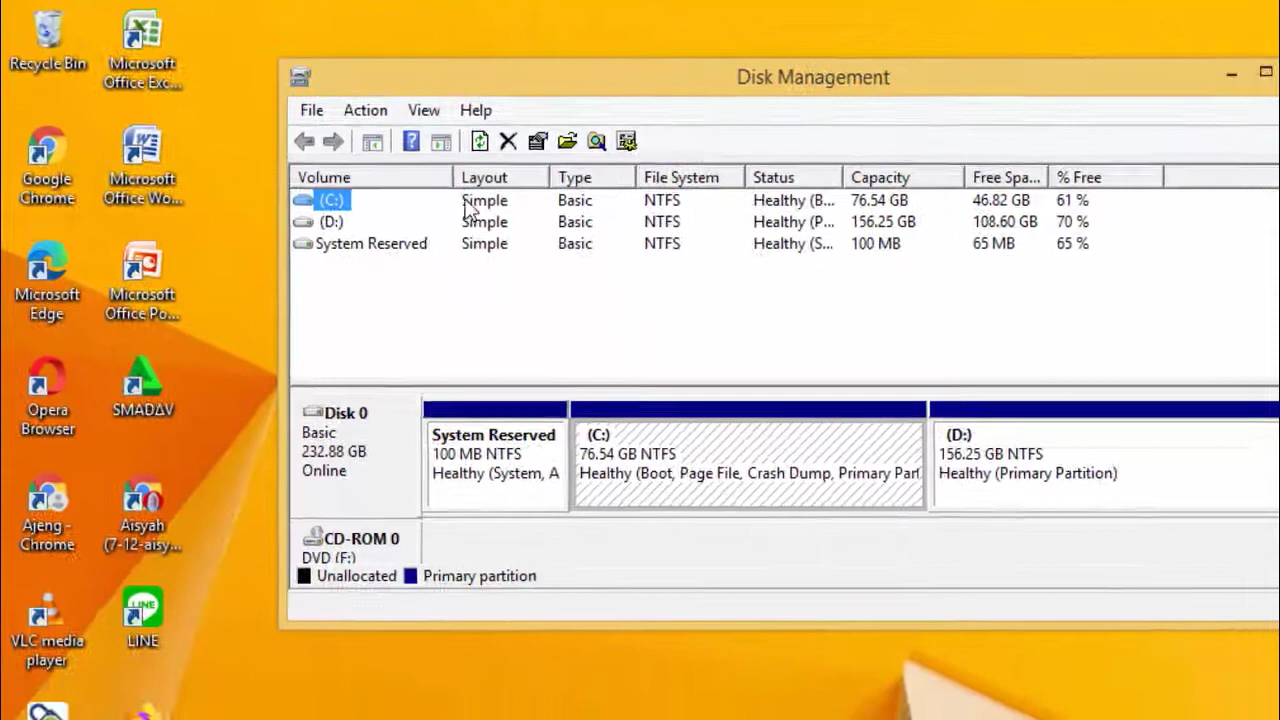 Recycle Bin
Microsoft
Office Exc...
Google
Chrome
Microsoft
Office Wo...
Microsoft
Edge
Microsoft
Office Po...
Opera
Browser
SMADΔV
Ajeng -
Chrome
Aisyah
(7-12-aisy...
VLC media
player
LINE
LINE
Disk Management
File Action View Help
Volume Layout Type File System Status Capacity Free Spa... % Free
(C:) Simple Basic NTFS Healthy (B... 76.54 GB 46.82 GB 61 %
(D:) Simple Basic NTFS Healthy (P... 156.25 GB 108.60 GB 70 %
System Reserved Simple Basic NTFS Healthy (S... 100 MB 65 MB 65 %
Disk 0
Basic
232.88 GB
Online
System Reserved
100 MB NTFS
Healthy (System, A
(C:)
76.54 GB NTFS
Healthy (Boot, Page File, Crash Dump, Primary Part
(D:)
156.25 GB NTFS
Healthy (Primary Partition)
CD-ROM 0
DVD (F:)
Unallocated Primary partition